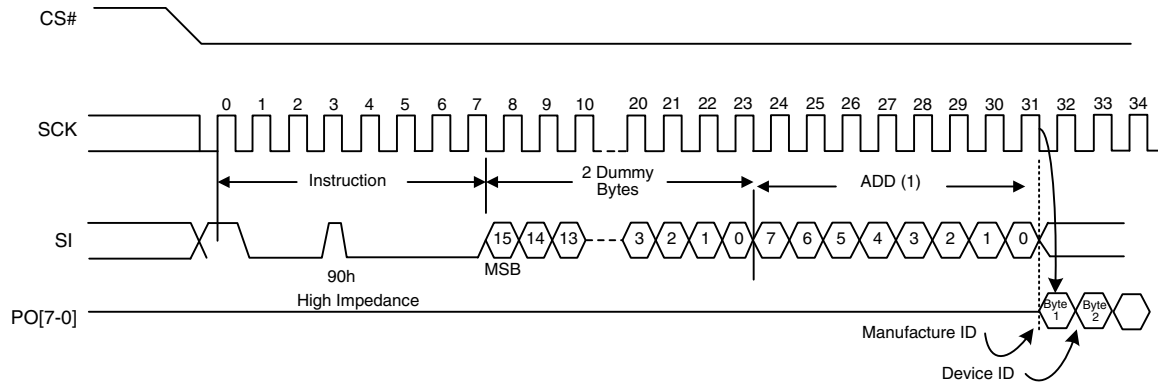 CS#
0 1 2 3 4 5 6 7 8 9 10 20 21 22 23 24 25 26 27 28 29 30 31 32 33 34
SCK
Instruction
2 Dummy
Bytes
ADD (1)
SI
15 14 13 3 2 1 0 7 6 5 4 3 2 1 0
MSB
90h
High Impedance
PO[7-0]
Byte
1
Byte
2
Manufacture ID
Device ID